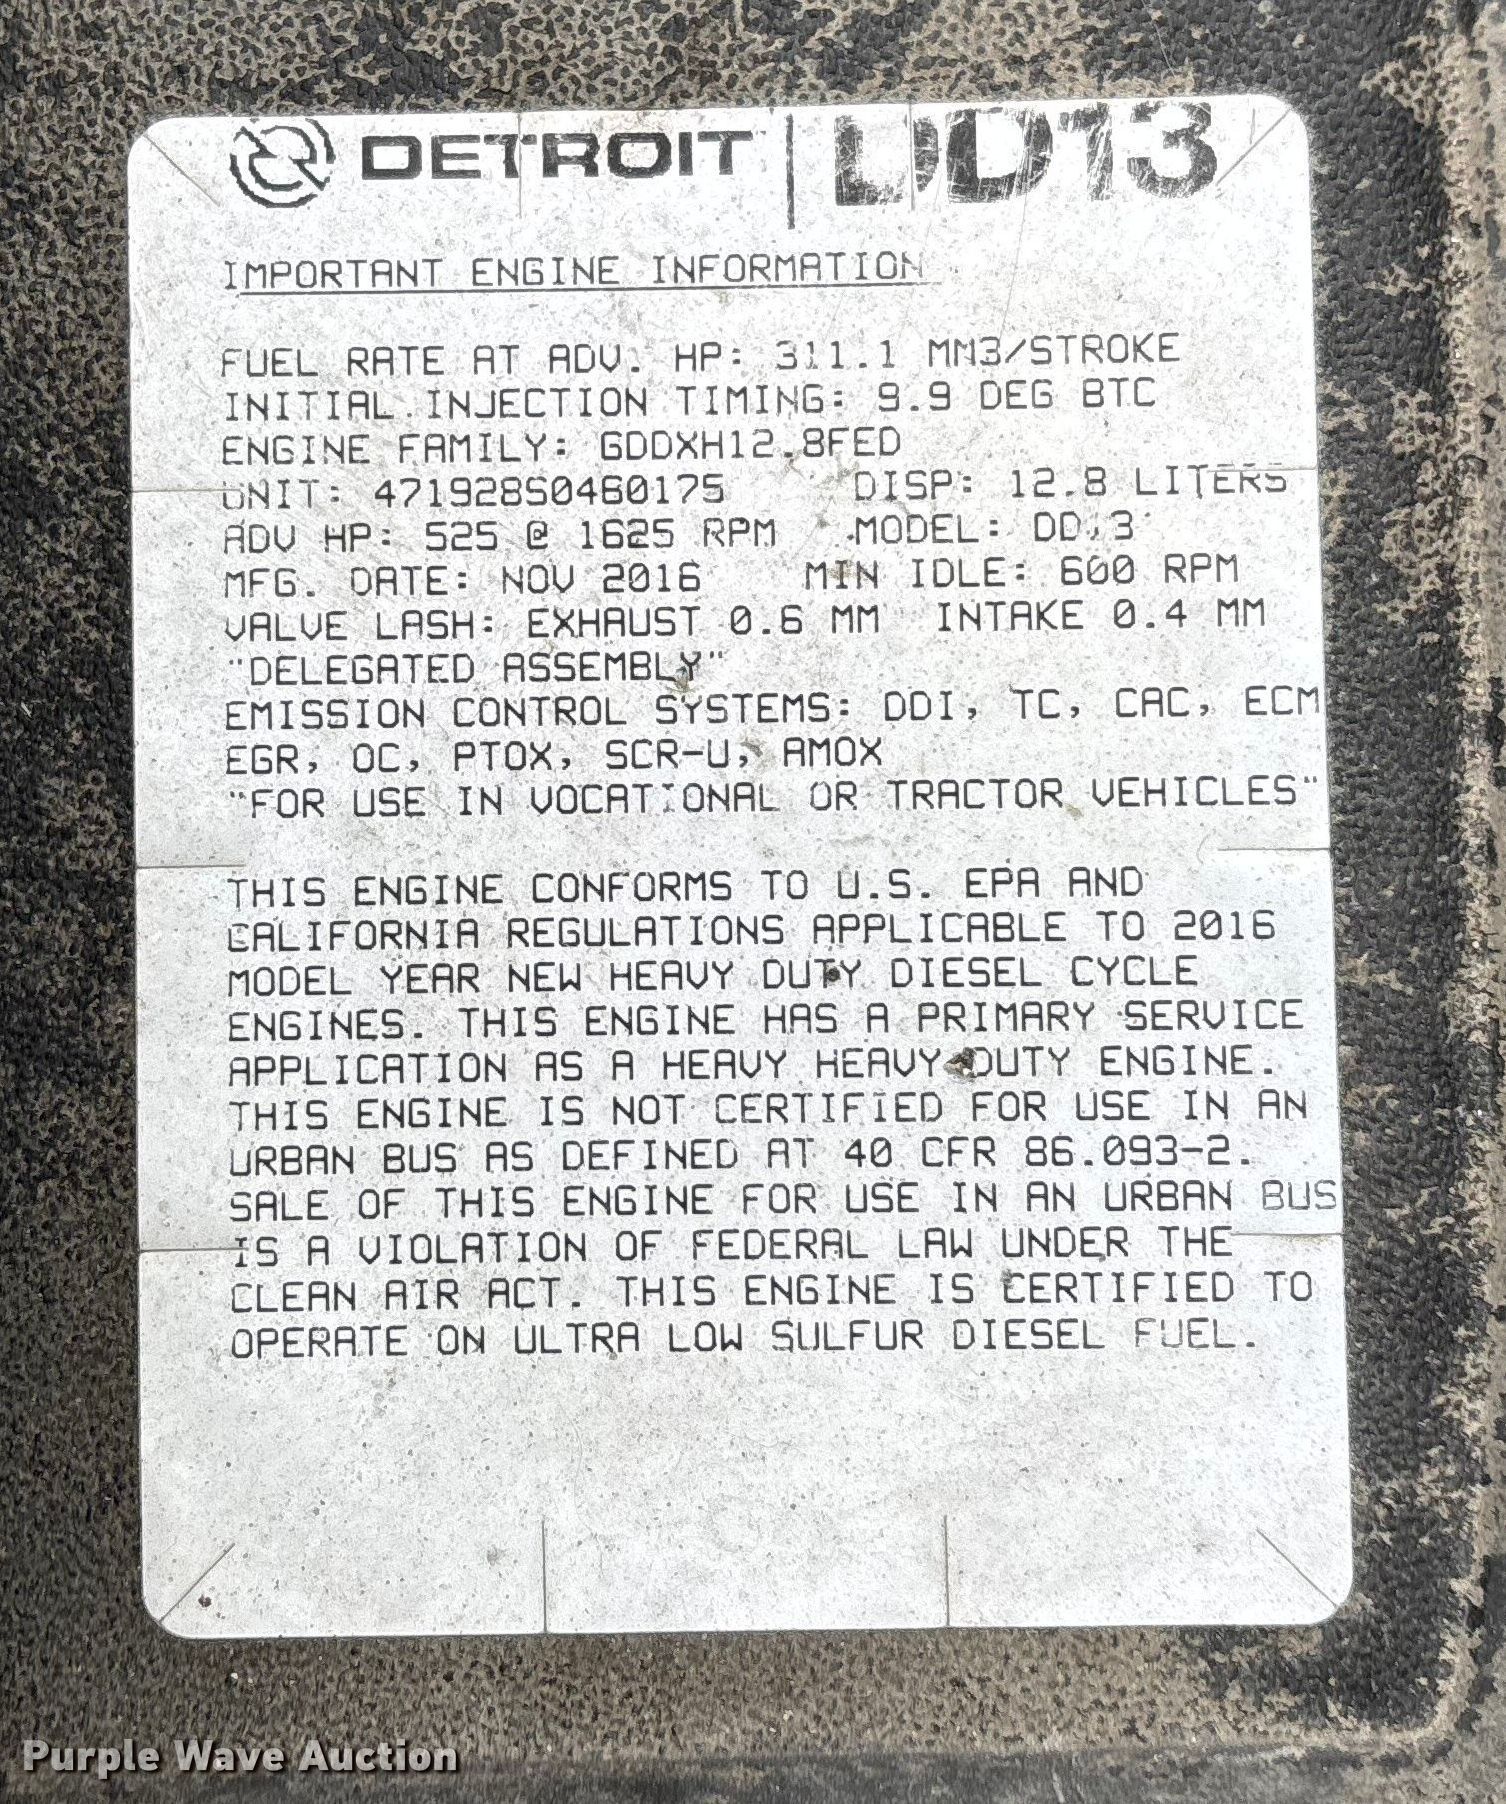 DETROIT | DD13
IMPORTANT ENGINE INFORMATION
FUEL RATE AT ADV. HP: 311.1 MM3/STROKE
INITIAL INJECTION TIMING: 9.9 DEG BTC
ENGINE FAMILY: GDDXH12.8FED
UNIT: 471928S0460175 DISP: 12.8 LITERS
ADV HP: 525 @ 1625 RPM MODEL: DD13
MFG. DATE: NOV 2016 MIN IDLE: 600 RPM
VALVE LASH: EXHAUST 0.6 MM INTAKE 0.4 MM
"DELEGATED ASSEMBLY"
EMISSION CONTROL SYSTEMS: DDI, TC, CAC, ECM
EGR, OC, PTOX, SCR-U, AMOX
"FOR USE IN VOCATIONAL OR TRACTOR VEHICLES"
THIS ENGINE CONFORMS TO U.S. EPA AND
CALIFORNIA REGULATIONS APPLICABLE TO 2016
MODEL YEAR NEW HEAVY DUTY DIESEL CYCLE
ENGINES. THIS ENGINE HAS A PRIMARY SERVICE
APPLICATION AS A HEAVY HEAVY DUTY ENGINE.
THIS ENGINE IS NOT CERTIFIED FOR USE IN AN
URBAN BUS AS DEFINED AT 40 CFR 86.093-2.
SALE OF THIS ENGINE FOR USE IN AN URBAN BUS
IS A VIOLATION OF FEDERAL LAW UNDER THE
CLEAN AIR ACT. THIS ENGINE IS CERTIFIED TO
OPERATE ON ULTRA LOW SULFUR DIESEL FUEL.
Purple Wave Auction